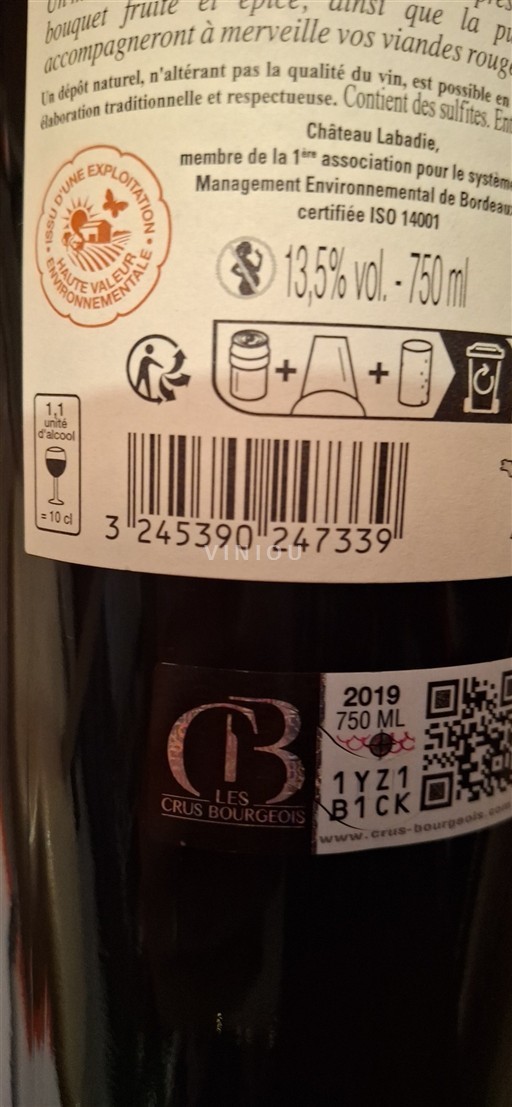 bouquet fruité et épicé, ainsi que la
accompagneront à merveille vos viandes
Un dépôt naturel, n'altérant pas la qualité du vin, est possible en
élaboration traditionnelle et respectueuse. Contient des sulfites.
Château Labadie,
membre de la 1ère association pour le système
Management Environnemental de Bordeaux
certifiée ISO 14001
ISSU D'UNE EXPLOITATION
HAUTE VALEUR
ENVIRONNEMENTALE
13,5% vol. - 750 ml
+ +
1,1
unité
d'alcool
= 10 cl
3 245390 247339
VINIOU
CB
LES
CRUS BOURGEOIS
2019
750 ML
1YZ1
B1CK
www.crus-bourgeois.com